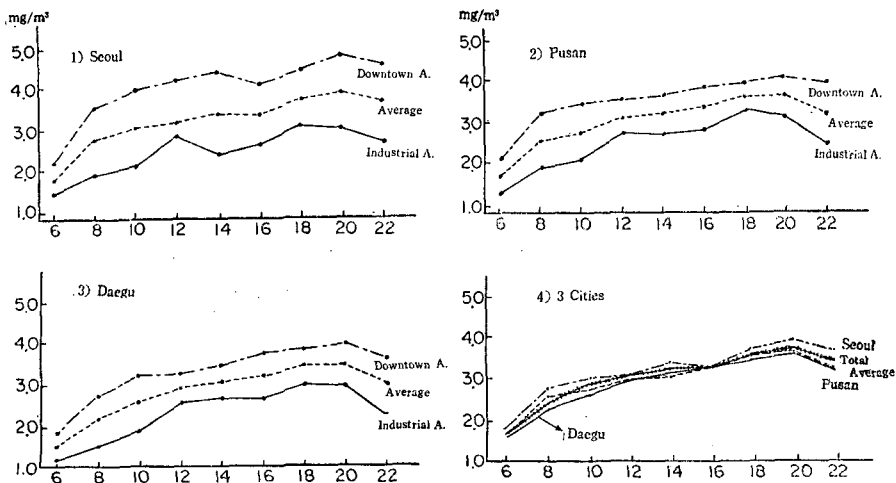 mg/m³
1) Seoul
5,0
4,0
3,0
2,0
1,0
Downtown A.
Average
Industrial A.
6 8 10 12 14 16 18 20 22
2) Pusan
5,0
4,0
3,0
2,0
1,0
Downtown A.
Average
Industrial A.
6 8 10 12 14 16 18 20 22
3) Daegu
5,0
4,0
3,0
2,0
1,0
Downtown A.
Average
Industrial A.
6 8 10 12 14 16 18 20 22
mg/m³
4) 3 Cities
5,0
4,0
3,0
2,0
1,0
Seoul
Total
Average
Pusan
Daegu
6 8 10 12 14 16 18 20 22